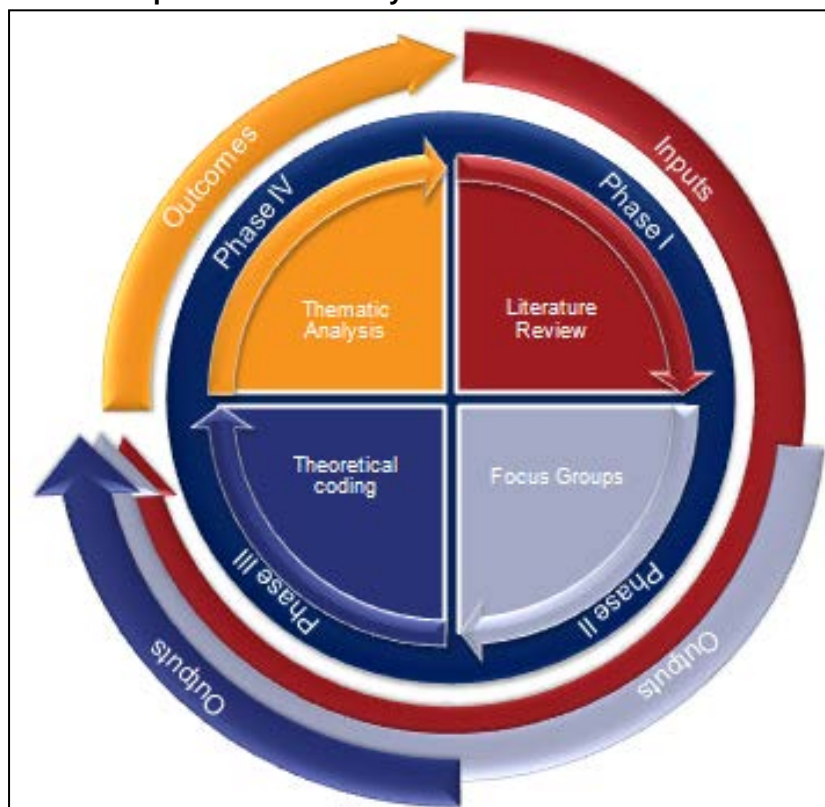 Outcomes
Inputs
Phase IV
Phase I
Thematic
Analysis
Literature
Review
Theoretical
coding
Focus Groups
Phase III
Phase II
Outputs
Outputs